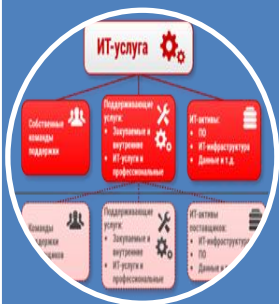 ИТ-услуга
Собственные
команды
поддержки
Поддерживающие
услуги:
• Закупаемые и
внутренние
• ИТ-услуги и
профессиональные
ИТ-активы:
• ПО
• ИТ-инфраструктура
• Данные и т.д.
Команды
Поддерживающие
услуги:
• Закупаемые и
внутренние
• ИТ-услуги и
профессиональные
ИТ-активы
поставщиков:
• ИТ-инфраструктура
• ПО
• Данные и